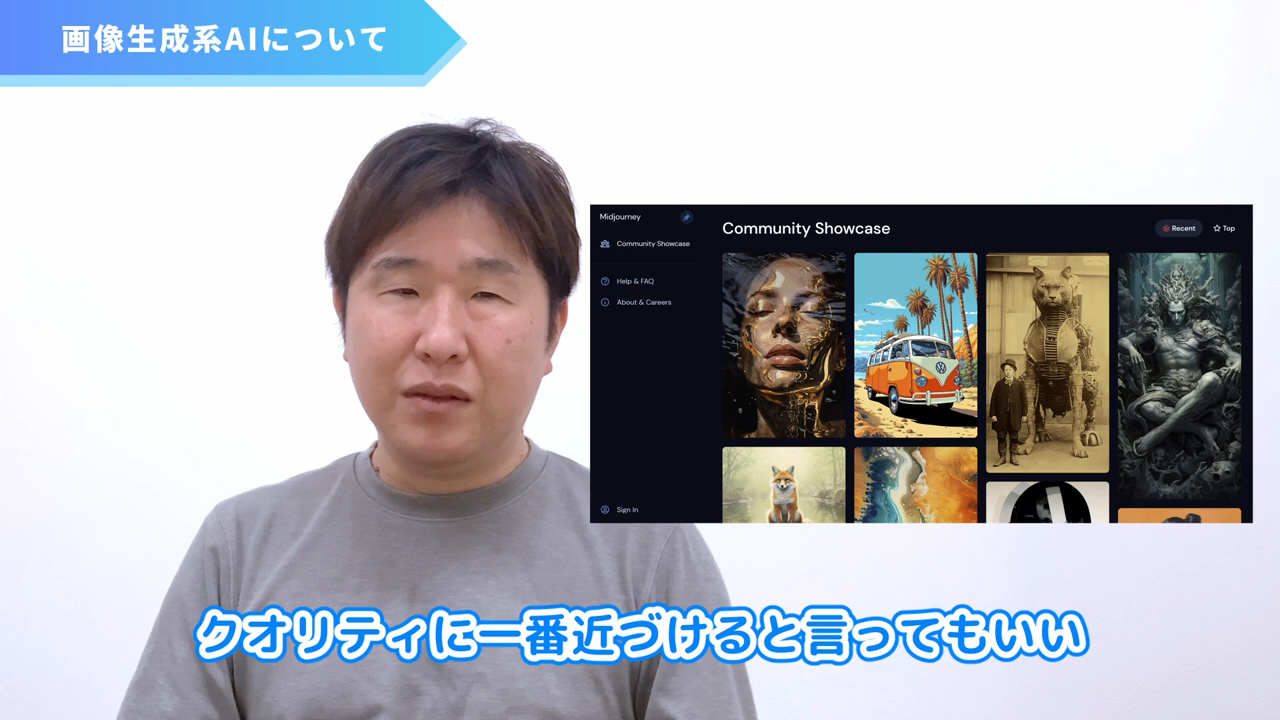 画像生成系AIについて
Midjourney
Community Showcase
Help & FAQ
About & Careers
Sign In
Community Showcase
Recent
Top
クオリティに一番近づけると言ってもいい